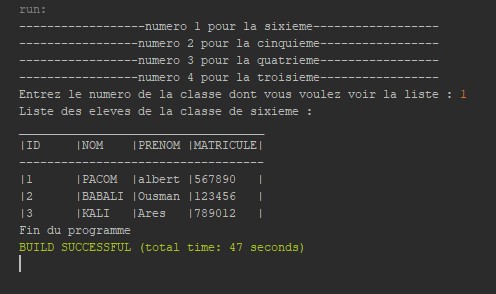 run:
------------------numero 1 pour la sixieme------------------
------------------numero 2 pour la cinquieme-----------------
------------------numero 3 pour la quatrieme-----------------
------------------numero 4 pour la troisieme-----------------
Entrez le numero de la classe dont vous voulez voir la liste : 1
Liste des eleves de la classe de sixieme :
___________________________________
|ID     |NOM    |PRENOM |MATRICULE|
-----------------------------------
|1      |PACOM  |albert |567890   |
|2      |BABALI |Ousman |123456   |
|3      |KALI   |Ares   |789012   |
Fin du programme
BUILD SUCCESSFUL (total time: 47 seconds)